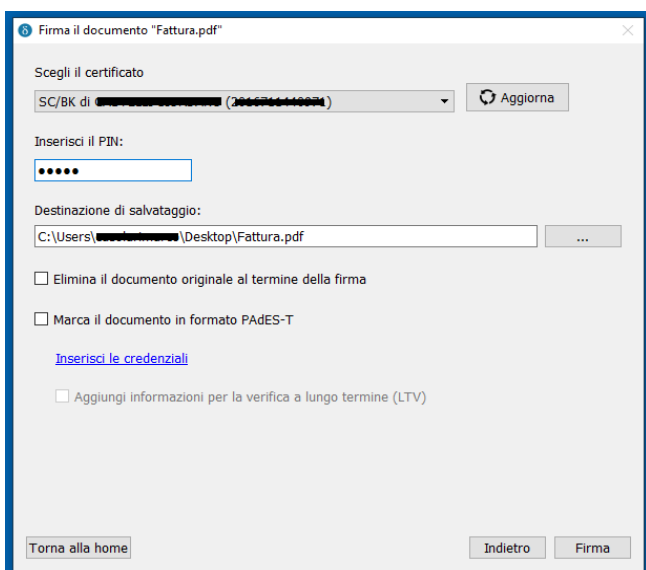 Firma il documento "Fattura.pdf"
Scegli il certificato
SC/BK di
Aggiorna
Inserisci il PIN:
●●●●●
Destinazione di salvataggio:
C:\Users\ \Desktop\Fattura.pdf
...
Elimina il documento originale al termine della firma
Marca il documento in formato PAdES-T
Inserisci le credenziali
Aggiungi informazioni per la verifica a lungo termine (LTV)
Torna alla home
Indietro
Firma